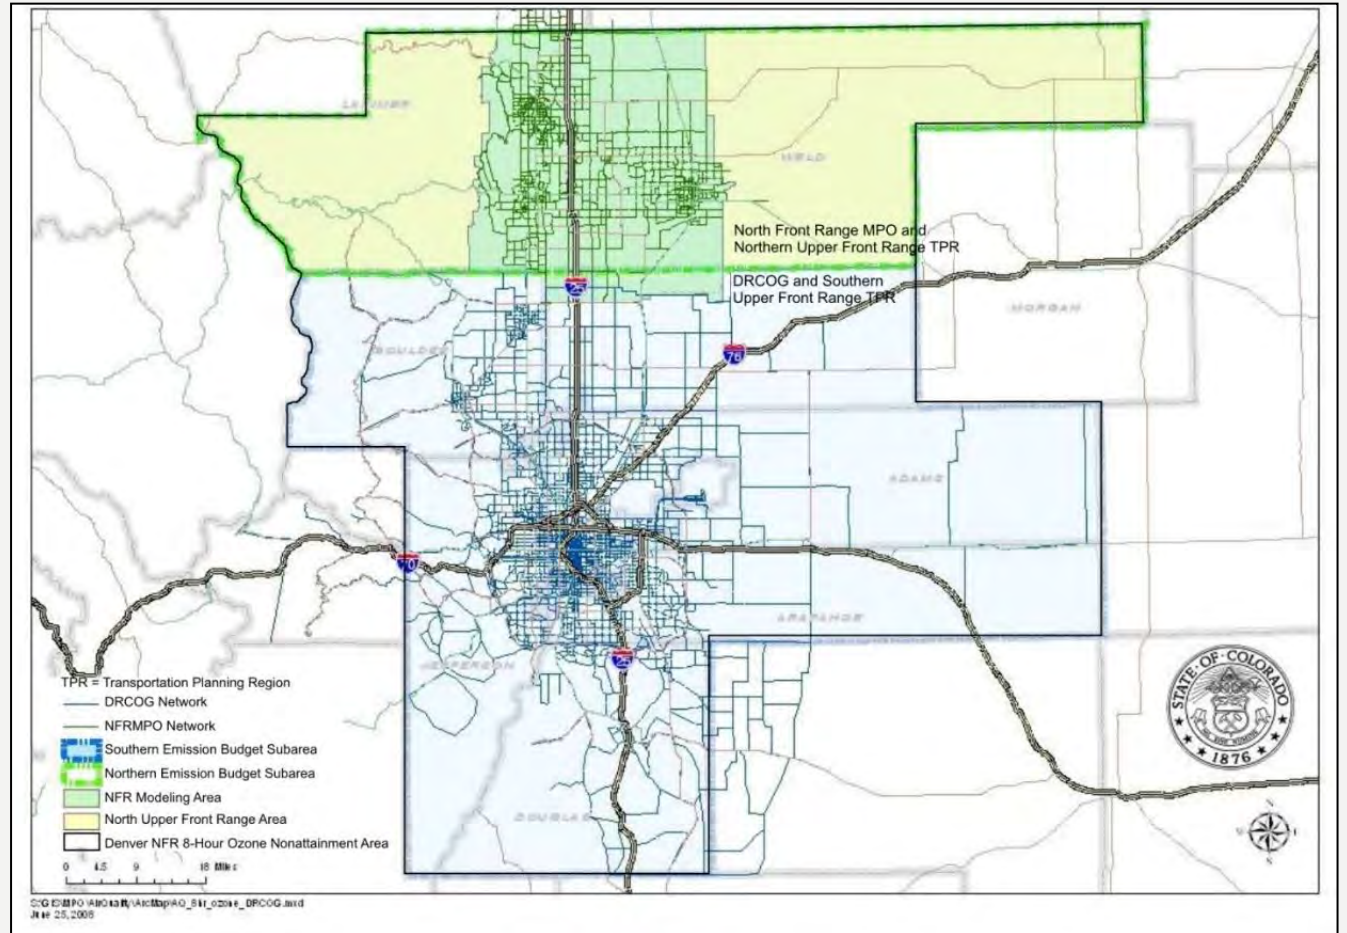 LARIMER
WELD
North Front Range MPO and
Northern Upper Front Range TPR
DRCOG and Southern
Upper Front Range TPR
25
MORGAN
BOULDER
76
ADAMS
70
ARAPAHOE
25
JEFFERSON
STATE·OF·COLORADO
1876
DOUGLAS
TPR = Transportation Planning Region
DRCOG Network
NFRMPO Network
Southern Emission Budget Subarea
Northern Emission Budget Subarea
NFR Modeling Area
North Upper Front Range Area
Denver NFR 8-Hour Ozone Nonattainment Area
0 4.5 9 18 Miles
N
W E
S
June 25, 2008